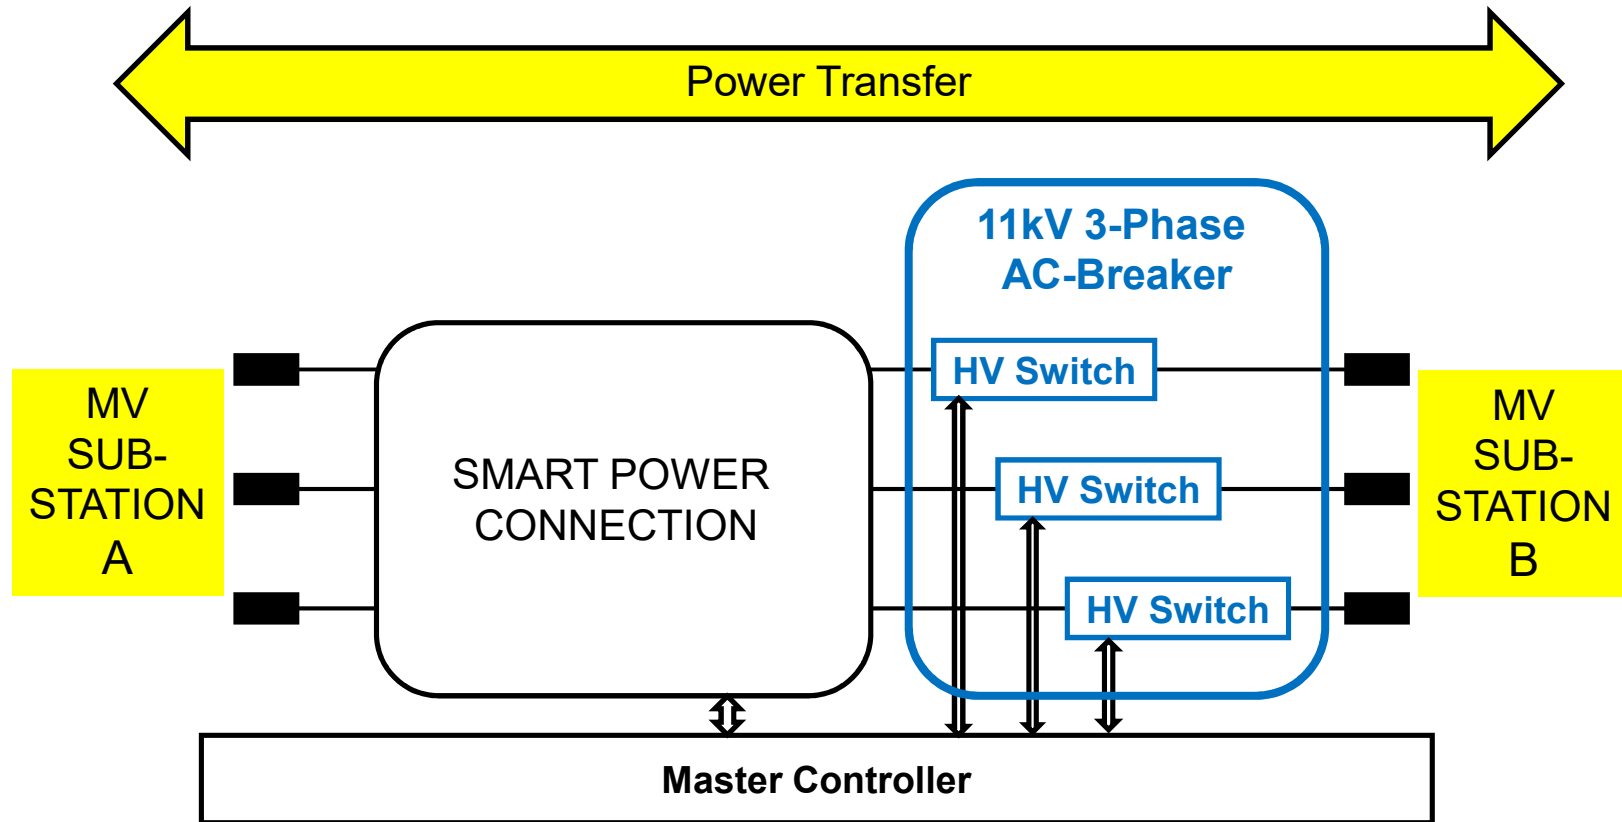 Power Transfer
11kV 3-Phase
AC-Breaker
HV Switch
HV Switch
HV Switch
MV
SUB-
STATION
A
SMART POWER
CONNECTION
MV
SUB-
STATION
B
Master Controller